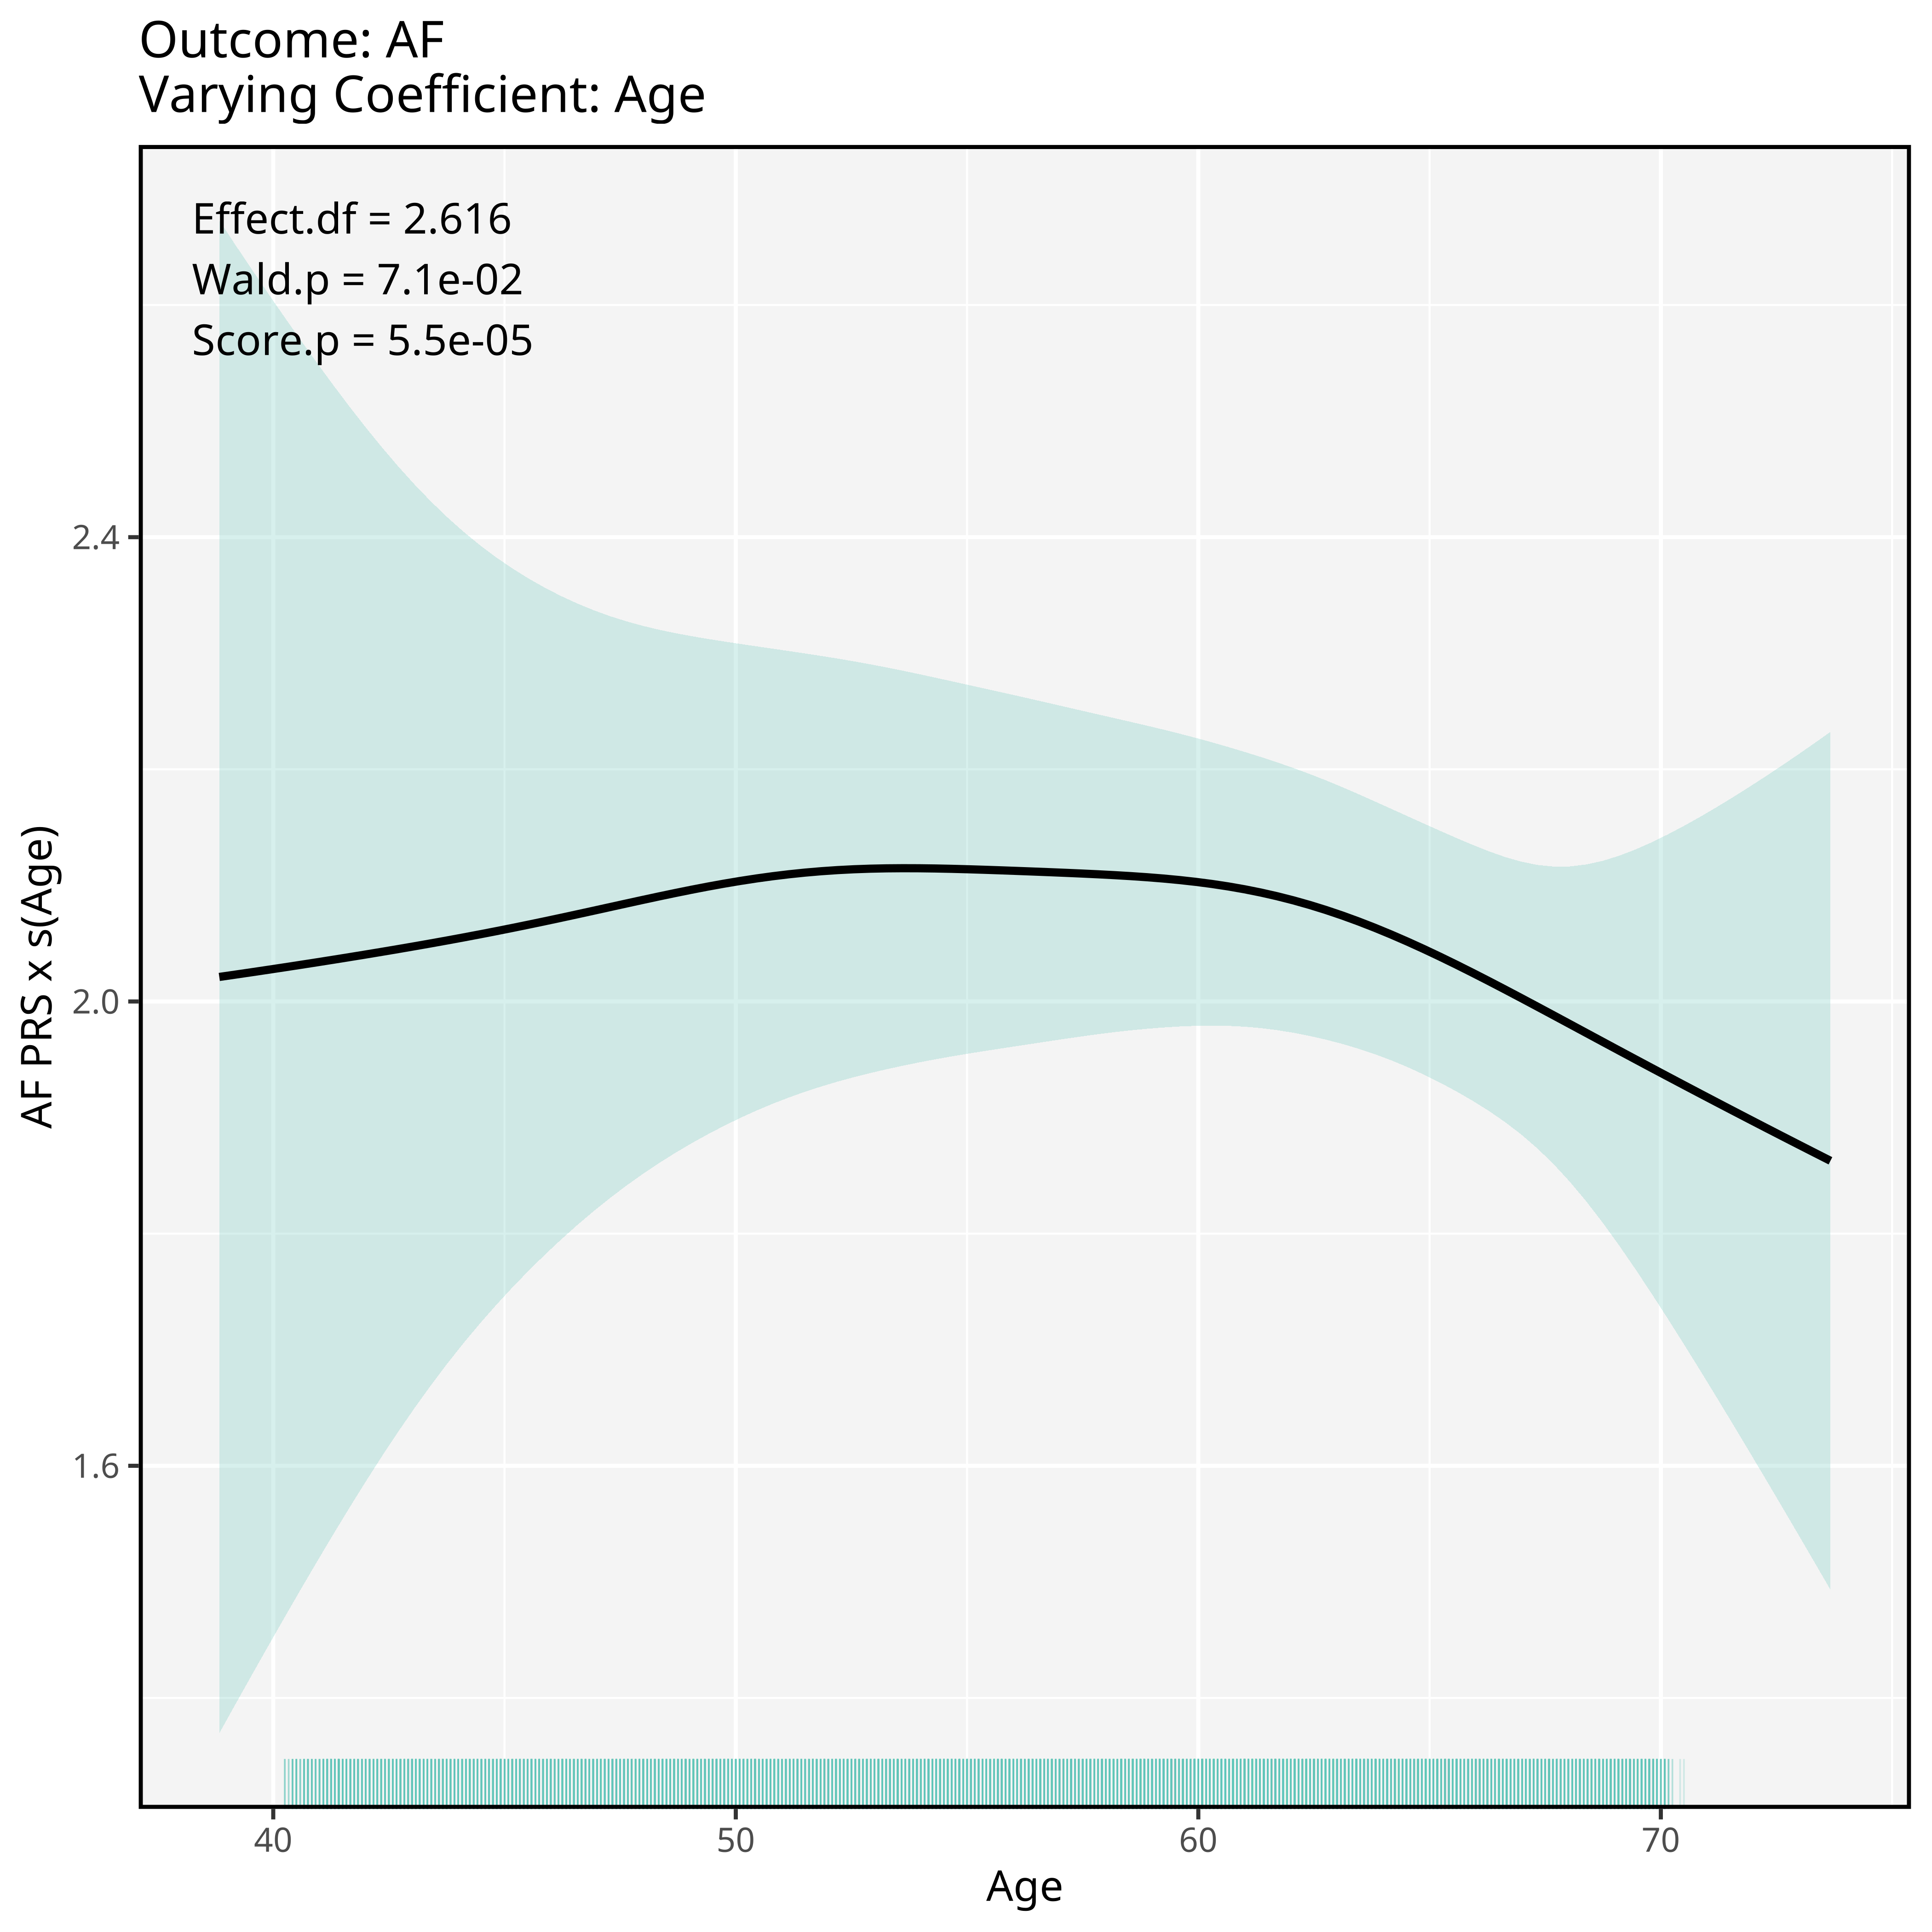 Outcome: AF
Varying Coefficient: Age
Effect.df = 2.616
Wald.p = 7.1e-02
Score.p = 5.5e-05
2.4
2.0
1.6
AF PRS x s(Age)
40 50 60 70
Age